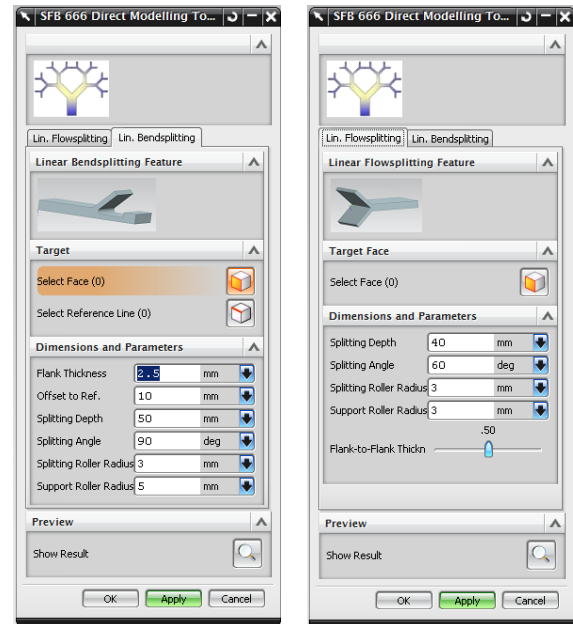 SFB 666 Direct Modelling To...
Lin. Flowsplitting Lin. Bendsplitting
Linear Bendsplitting Feature
Target
Select Face (0)
Select Reference Line (0)
Dimensions and Parameters
Flank Thickness 2.5 mm
Offset to Ref. 10 mm
Splitting Depth 50 mm
Splitting Angle 90 deg
Splitting Roller Radius 3 mm
Support Roller Radius 5 mm
Preview
Show Result
OK Apply Cancel
SFB 666 Direct Modelling To...
Lin. Flowsplitting Lin. Bendsplitting
Linear Flowsplitting Feature
Target Face
Select Face (0)
Dimensions and Parameters
Splitting Depth 40 mm
Splitting Angle 60 deg
Splitting Roller Radius 3 mm
Support Roller Radius 3 mm
.50
Flank-to-Flank Thickn
Preview
Show Result
OK Apply Cancel